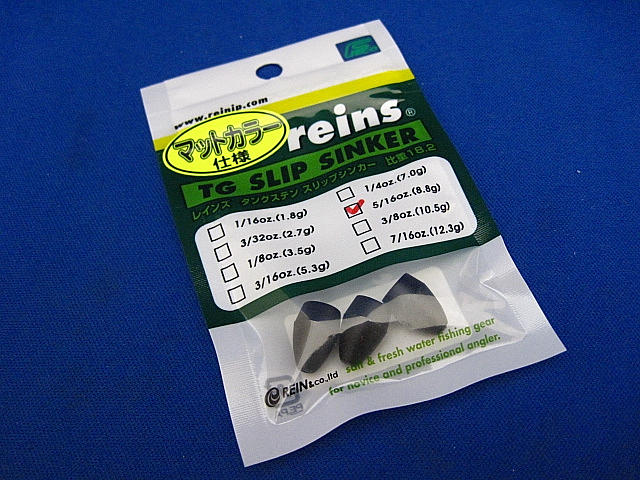 www.reinjp.com
マットカラー
仕様
reins®
TG SLIP SINKER
レインズ タングステン スリップシンカー 比重18.2
1/16oz.(1.8g)
3/32oz.(2.7g)
1/8oz.(3.5g)
3/16oz.(5.3g)
1/4oz.(7.0g)
5/16oz.(8.8g)
3/8oz.(10.5g)
7/16oz.(12.3g)
REIN&co.,ltd
salt & fresh water fishing gear
for novice and professional angler.